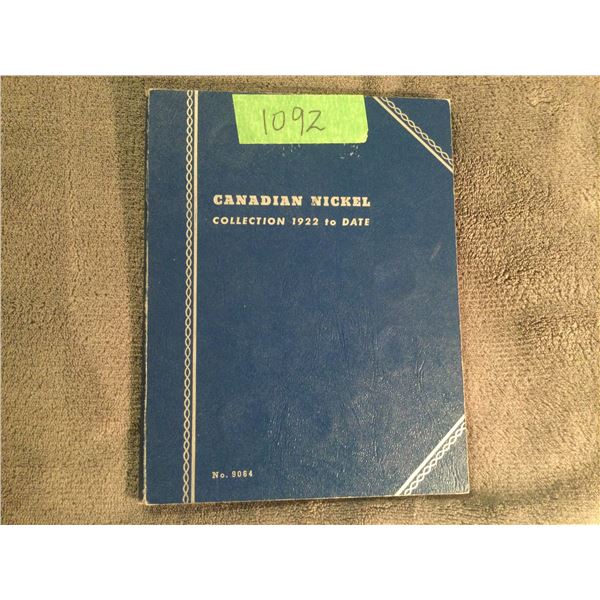 1092
CANADIAN NICKEL
COLLECTION 1922 to DATE
No. 9064